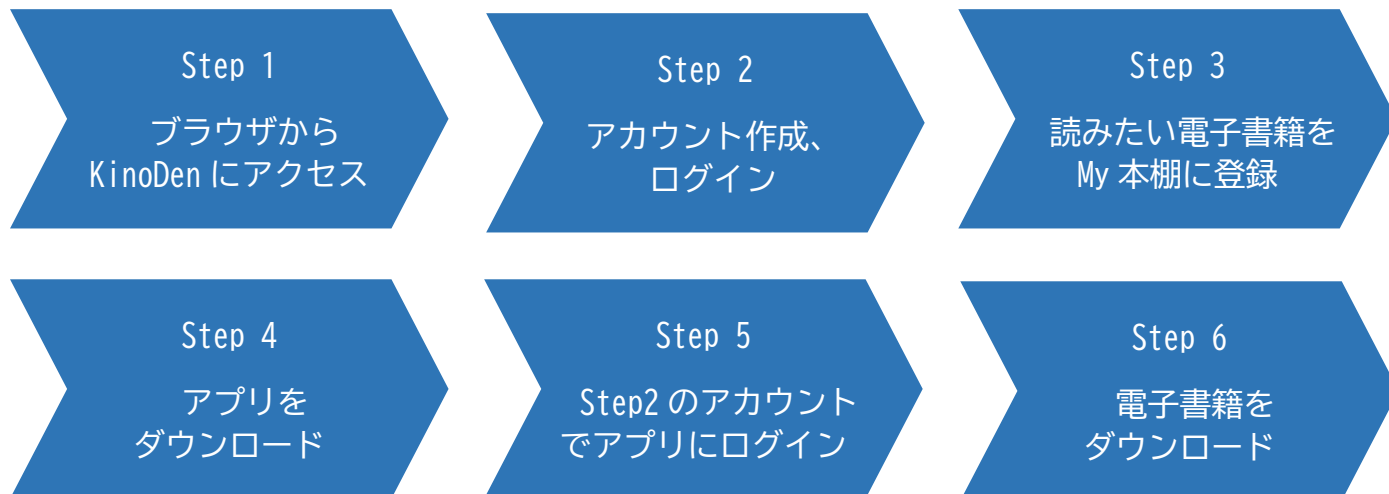 Step 1
ブラウザから
KinoDen にアクセス
Step 2
アカウント作成、
ログイン
Step 3
読みたい電子書籍を
My 本棚に登録
Step 4
アプリを
ダウンロード
Step 5
Step2 のアカウント
でアプリにログイン
Step 6
電子書籍を
ダウンロード